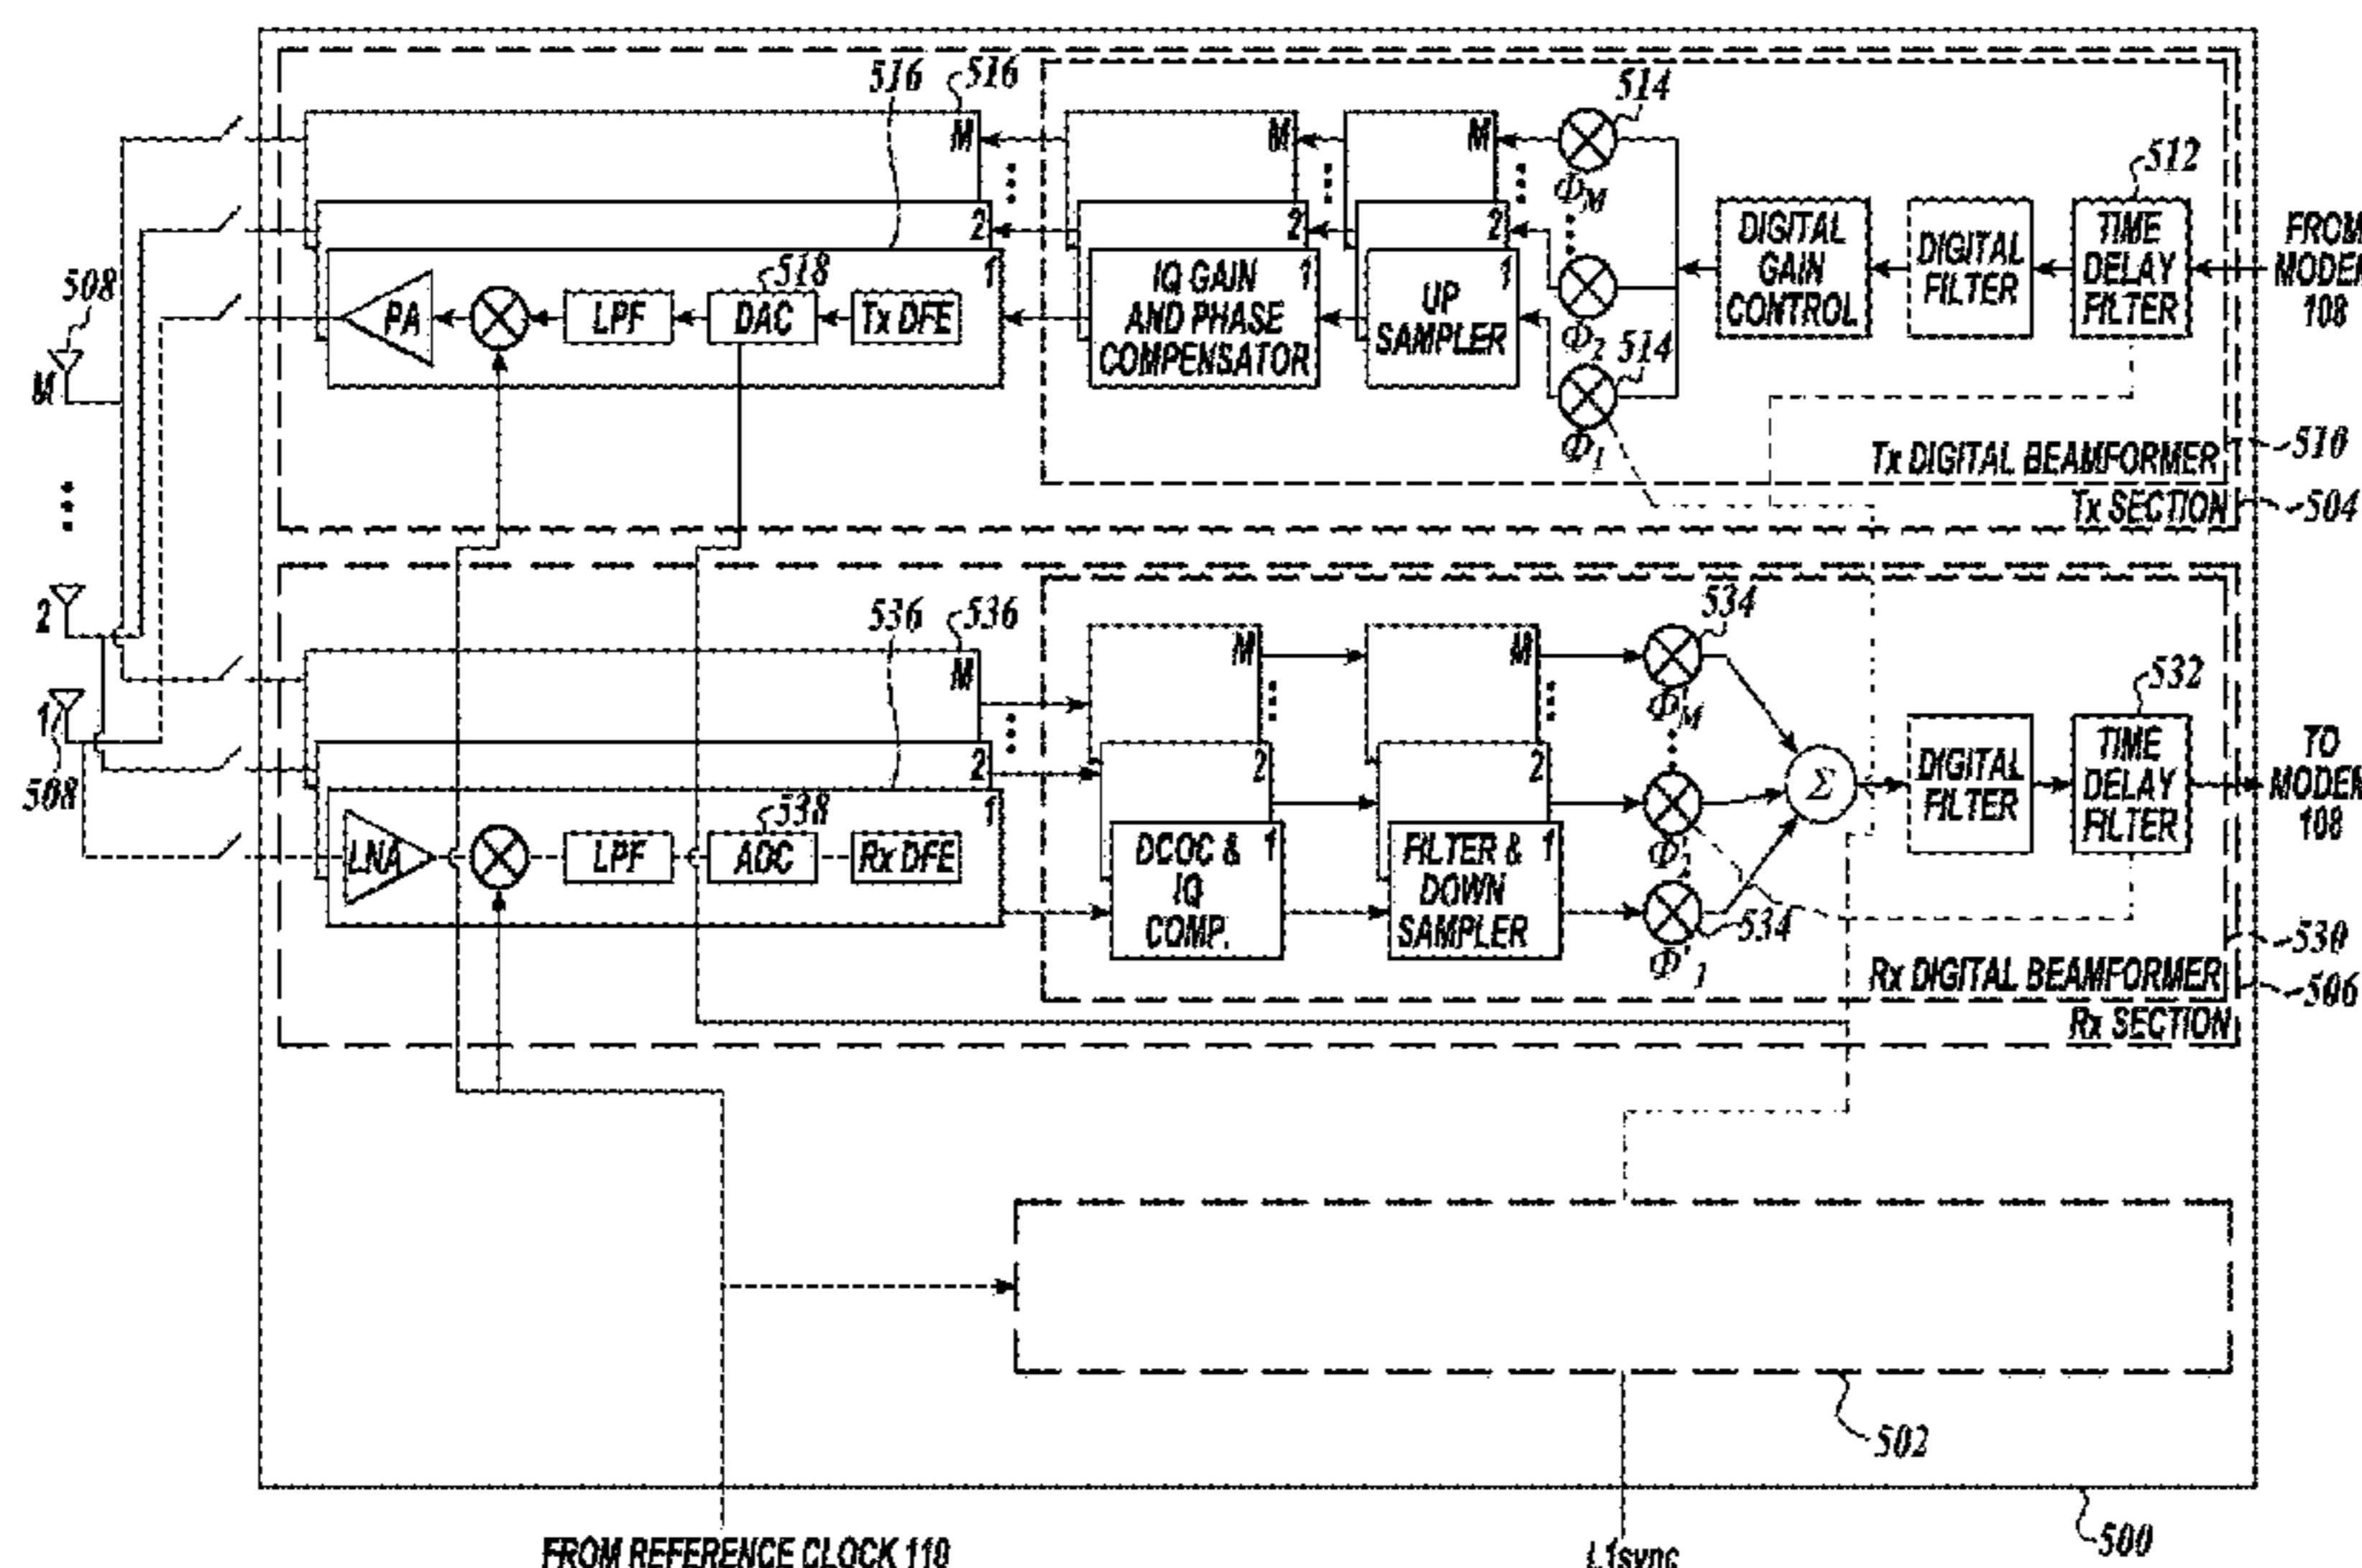 516
516
514
512
M
M
M
ΦM
2
2
2
TIME
DELAY
FILTER
DIGITAL
FILTER
DIGITAL
GAIN
CONTROL
FROM
MODEM
108
508
PA
LPF
518
DAC
Tx DFE
1
IQ GAIN
AND PHASE
COMPENSATOR
1
UP
SAMPLER
1
Φ2
514
Φ1
M
Tx DIGITAL BEAMFORMER
510
Tx SECTION
504
2
1
508
536
536
534
532
M
M
M
Φ'M
2
2
2
Φ'2
Σ
DIGITAL
FILTER
TIME
DELAY
FILTER
TO
MODEM
108
LNA
LPF
538
ADC
Rx DFE
1
DCOC &
IQ
COMP.
1
FILTER &
DOWN
SAMPLER
1
534
Φ'1
Rx DIGITAL BEAMFORMER
530
506
Rx SECTION
502
500
FROM REFERENCE CLOCK 110
L1sync